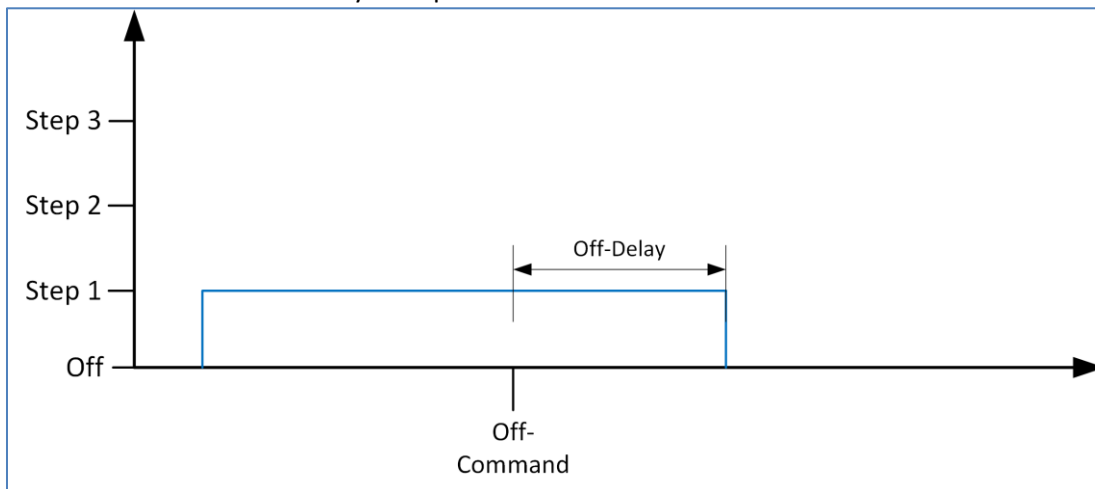 Step 3
Step 2
Off-Delay
Step 1
Off
Off-
Command